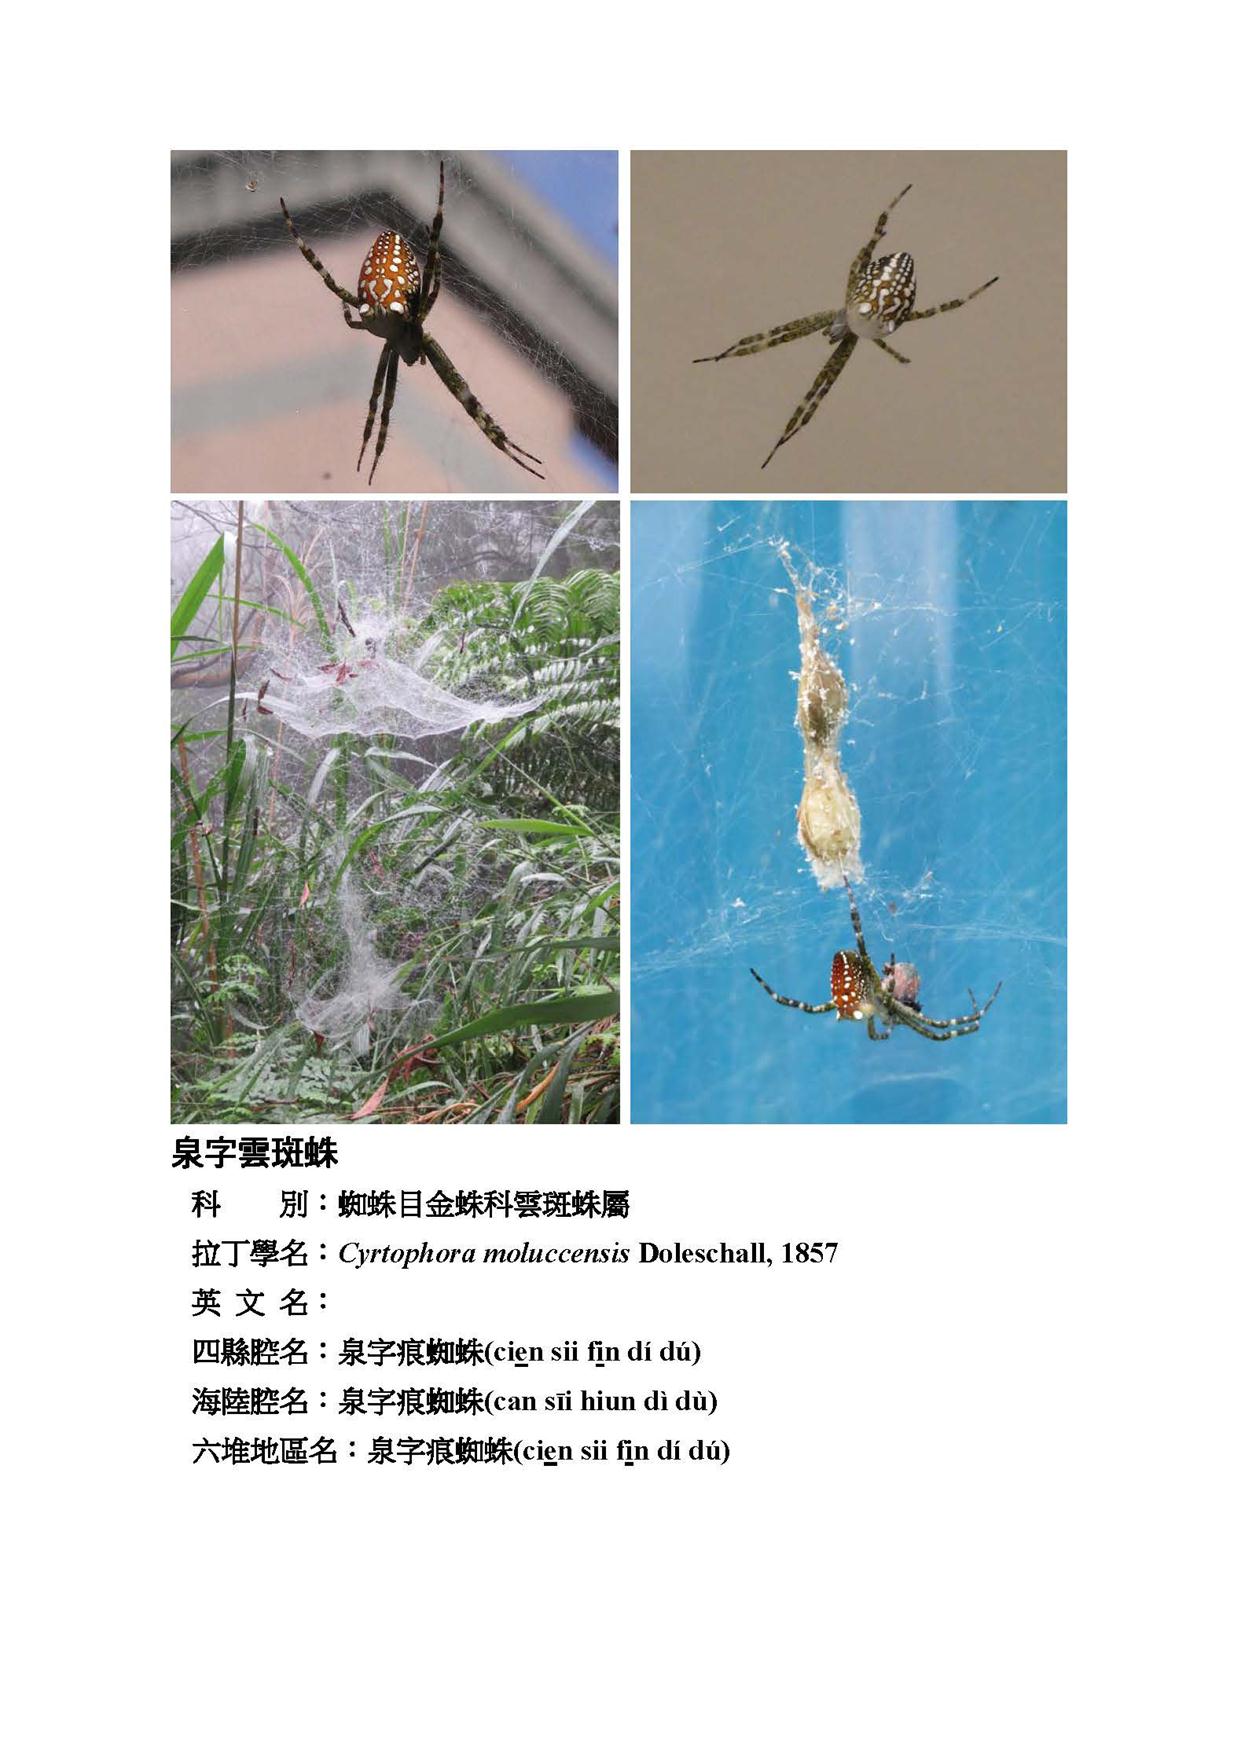 泉字雲斑蛛
科　　別：蜘蛛目金蛛科雲斑蛛屬
拉丁學名：Cyrtophora moluccensis Doleschall, 1857
英 文 名：
四縣腔名：泉字痕蜘蛛(cien sii fin dí dú)
海陸腔名：泉字痕蜘蛛(can sīi hiun dì dù)
六堆地區名：泉字痕蜘蛛(cien sii fin dí dú)